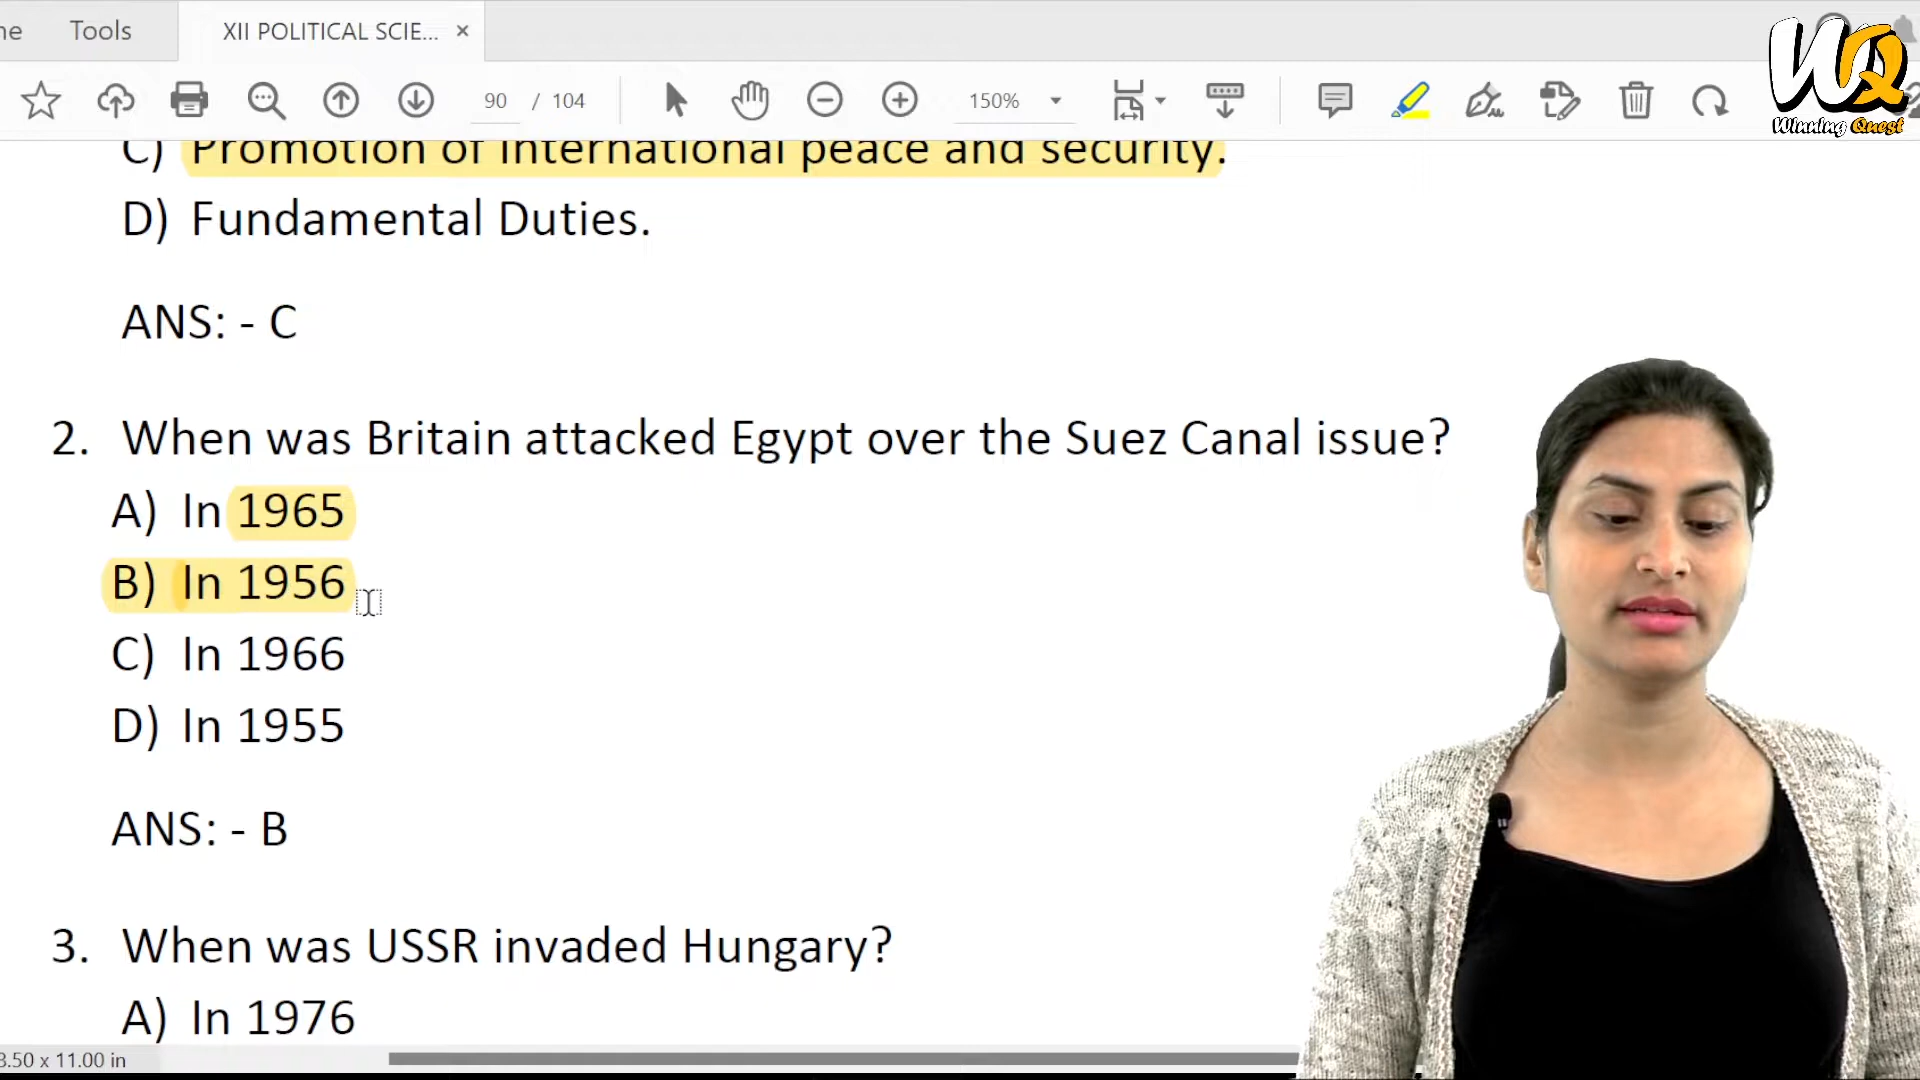 ne Tools XII POLITICAL SCIE... ×
90 / 104 150%
WQ
Winning Quest
C) Promotion of international peace and security.
D) Fundamental Duties.
ANS: - C
2. When was Britain attacked Egypt over the Suez Canal issue?
A) In 1965
B) In 1956
C) In 1966
D) In 1955
ANS: - B
3. When was USSR invaded Hungary?
A) In 1976
8.50 x 11.00 in